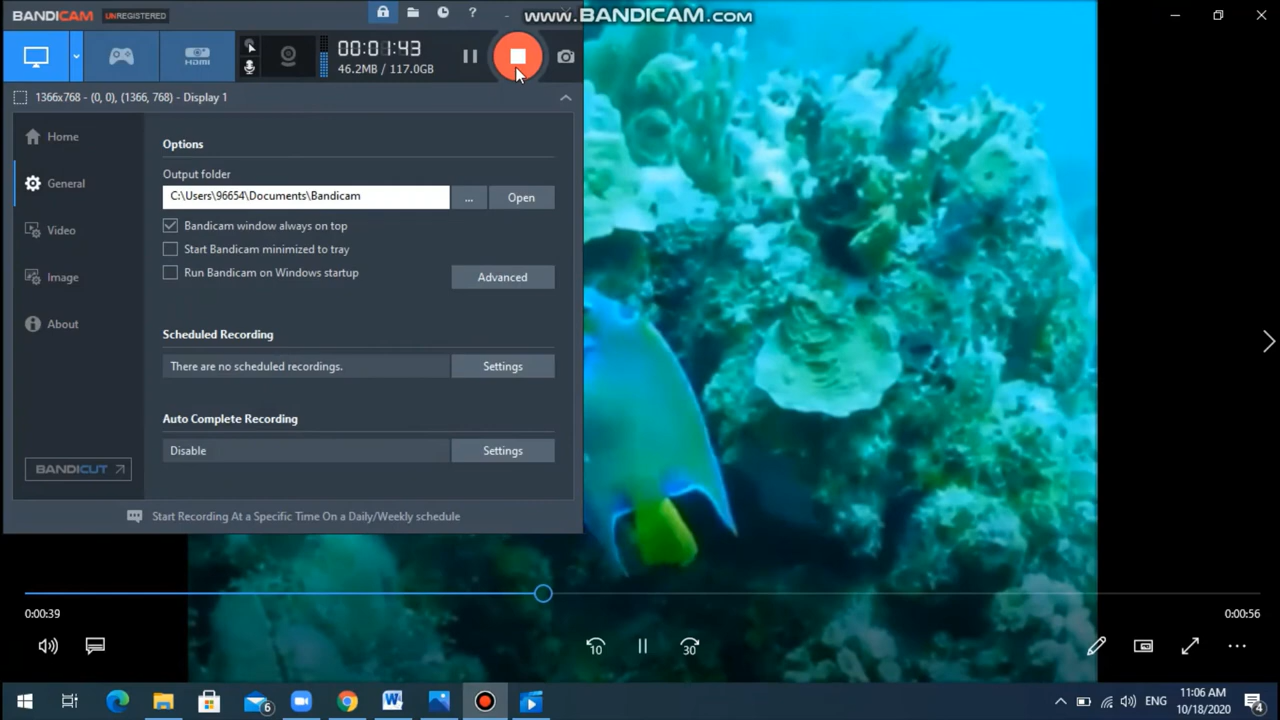 BANDICAM UNREGISTERED
?
www.BANDICAM.com
HDMI
00:01:43
46.2MB / 117.0GB
1366x768 - (0, 0), (1366, 768) - Display 1
Home
General
Video
Image
About
BANDICUT
Options
Output folder
C:\Users\96654\Documents\Bandicam
...
Open
Bandicam window always on top
Start Bandicam minimized to tray
Run Bandicam on Windows startup
Advanced
Scheduled Recording
There are no scheduled recordings.
Settings
Auto Complete Recording
Disable
Settings
Start Recording At a Specific Time On a Daily/Weekly schedule
0:00:39
0:00:56
10
30
6
W
ENG
11:06 AM
10/18/2020
4